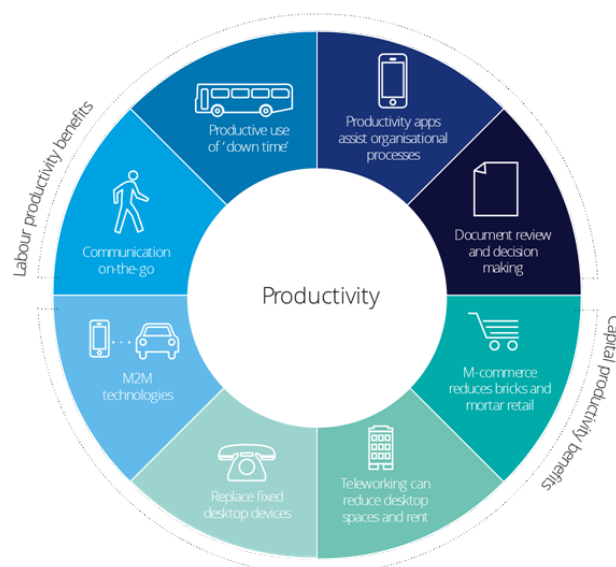 Labour productivity benefits
Productive use
of ‘down time’
Productivity apps
assist organisational
processes
Communication
on-the-go
Document review
and decision
making
Productivity
M2M
technologies
M-commerce
reduces bricks and
mortar retail
Replace fixed
desktop devices
Teleworking can
reduce desktop
spaces and rent
Capital productivity benefits